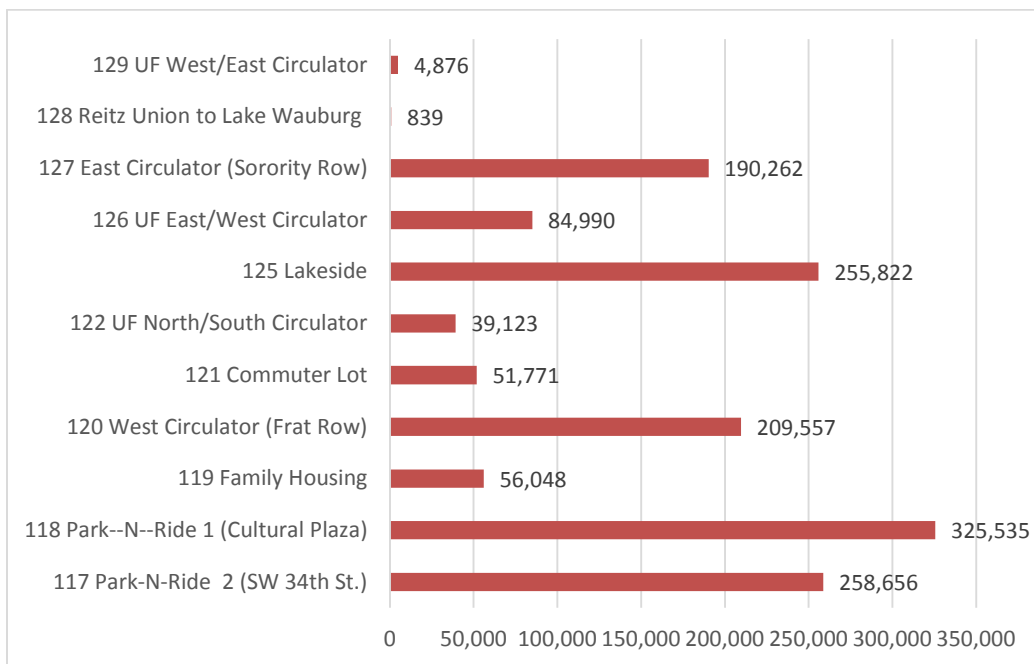 129 UF West/East Circulator 4,876
128 Reitz Union to Lake Wauburg 839
127 East Circulator (Sorority Row) 190,262
126 UF East/West Circulator 84,990
125 Lakeside 255,822
122 UF North/South Circulator 39,123
121 Commuter Lot 51,771
120 West Circulator (Frat Row) 209,557
119 Family Housing 56,048
118 Park--N--Ride 1 (Cultural Plaza) 325,535
117 Park-N-Ride 2 (SW 34th St.) 258,656
0 50,000 100,000 150,000 200,000 250,000 300,000 350,000